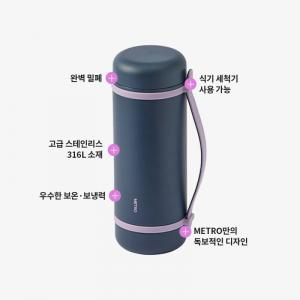 완벽 밀폐
식기 세척기
사용 가능
고급 스테인리스
316L 소재
우수한 보온·보냉력
METRO
METRO만의
독보적인 디자인